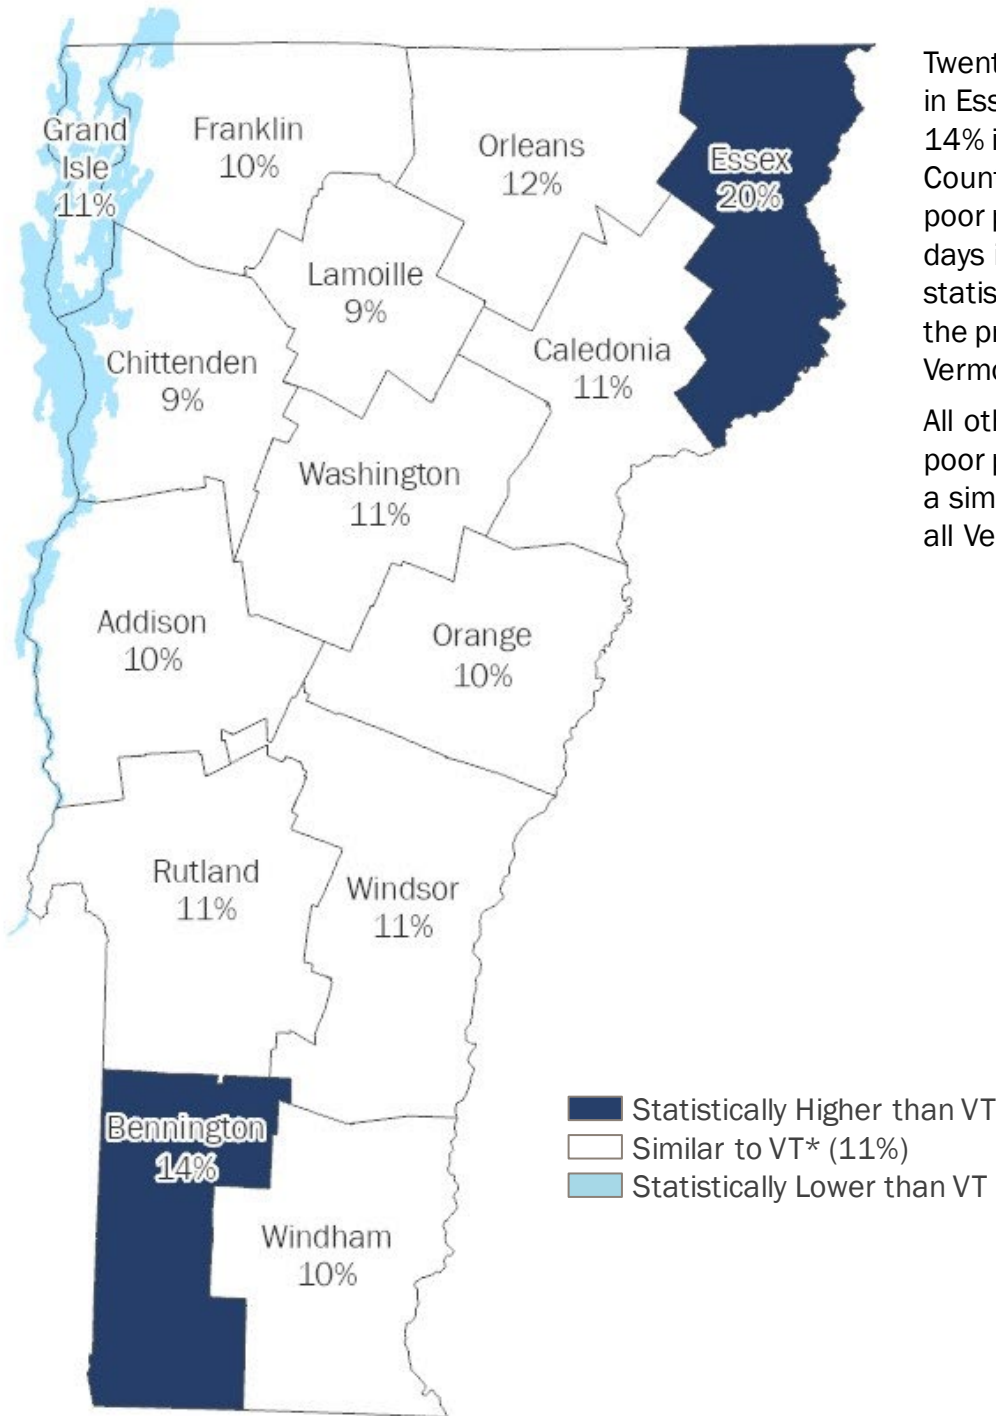 Grand
Isle
11%
Franklin
10%
Orleans
12%
Essex
20%
Lamoille
9%
Chittenden
9%
Caledonia
11%
Washington
11%
Addison
10%
Orange
10%
Rutland
11%
Windsor
11%
Bennington
14%
Windham
10%
Twent
in Ess
14% i
Count
poor p
days i
statis
the pr
Vermo
All oth
poor p
a sim
all Ve
Statistically Higher than VT
Similar to VT* (11%)
Statistically Lower than VT